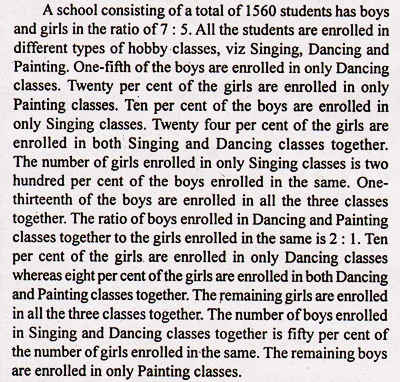 A school consisting of a total of 1560 students has boys
and girls in the ratio of 7 : 5. All the students are enrolled in
different types of hobby classes, viz Singing, Dancing and
Painting. One-fifth of the boys are enrolled in only Dancing
classes. Twenty per cent of the girls are enrolled in only
Painting classes. Ten per cent of the boys are enrolled in
only Singing classes. Twenty four per cent of the girls are
enrolled in both Singing and Dancing classes together.
The number of girls enrolled in only Singing classes is two
hundred per cent of the boys enrolled in the same. One-
thirteenth of the boys are enrolled in all the three classes
together. The ratio of boys enrolled in Dancing and Painting
classes together to the girls enrolled in the same is 2 : 1. Ten
per cent of the girls are enrolled in only Dancing classes
whereas eight per cent of the girls are enrolled in both Dancing
and Painting classes together. The remaining girls are enrolled
in all the three classes together. The number of boys enrolled
in Singing and Dancing classes together is fifty per cent of
the number of girls enrolled in the same. The remaining boys
are enrolled in only Painting classes.